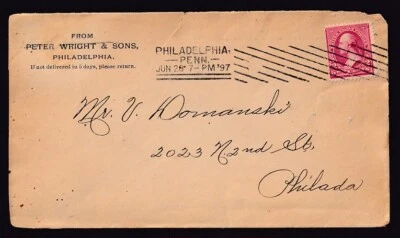 FROM
PETER WRIGHT & SONS,
PHILADELPHIA,
If not delivered in 5 days, please return.
PHILADELPHIA,
PENN.
JUN 28 7-PM '97
Mr. V. Domanski
2023 N. 2nd St.
Philada